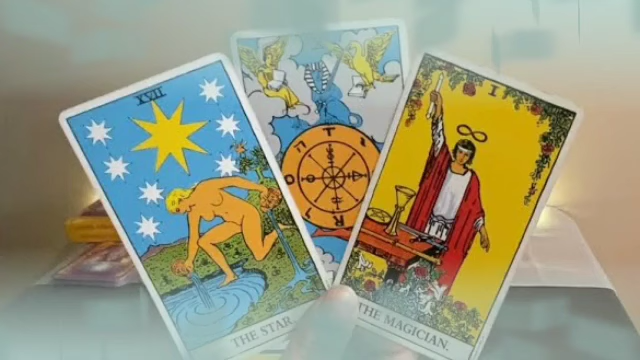 XVII
THE STAR.
I
THE MAGICIAN.